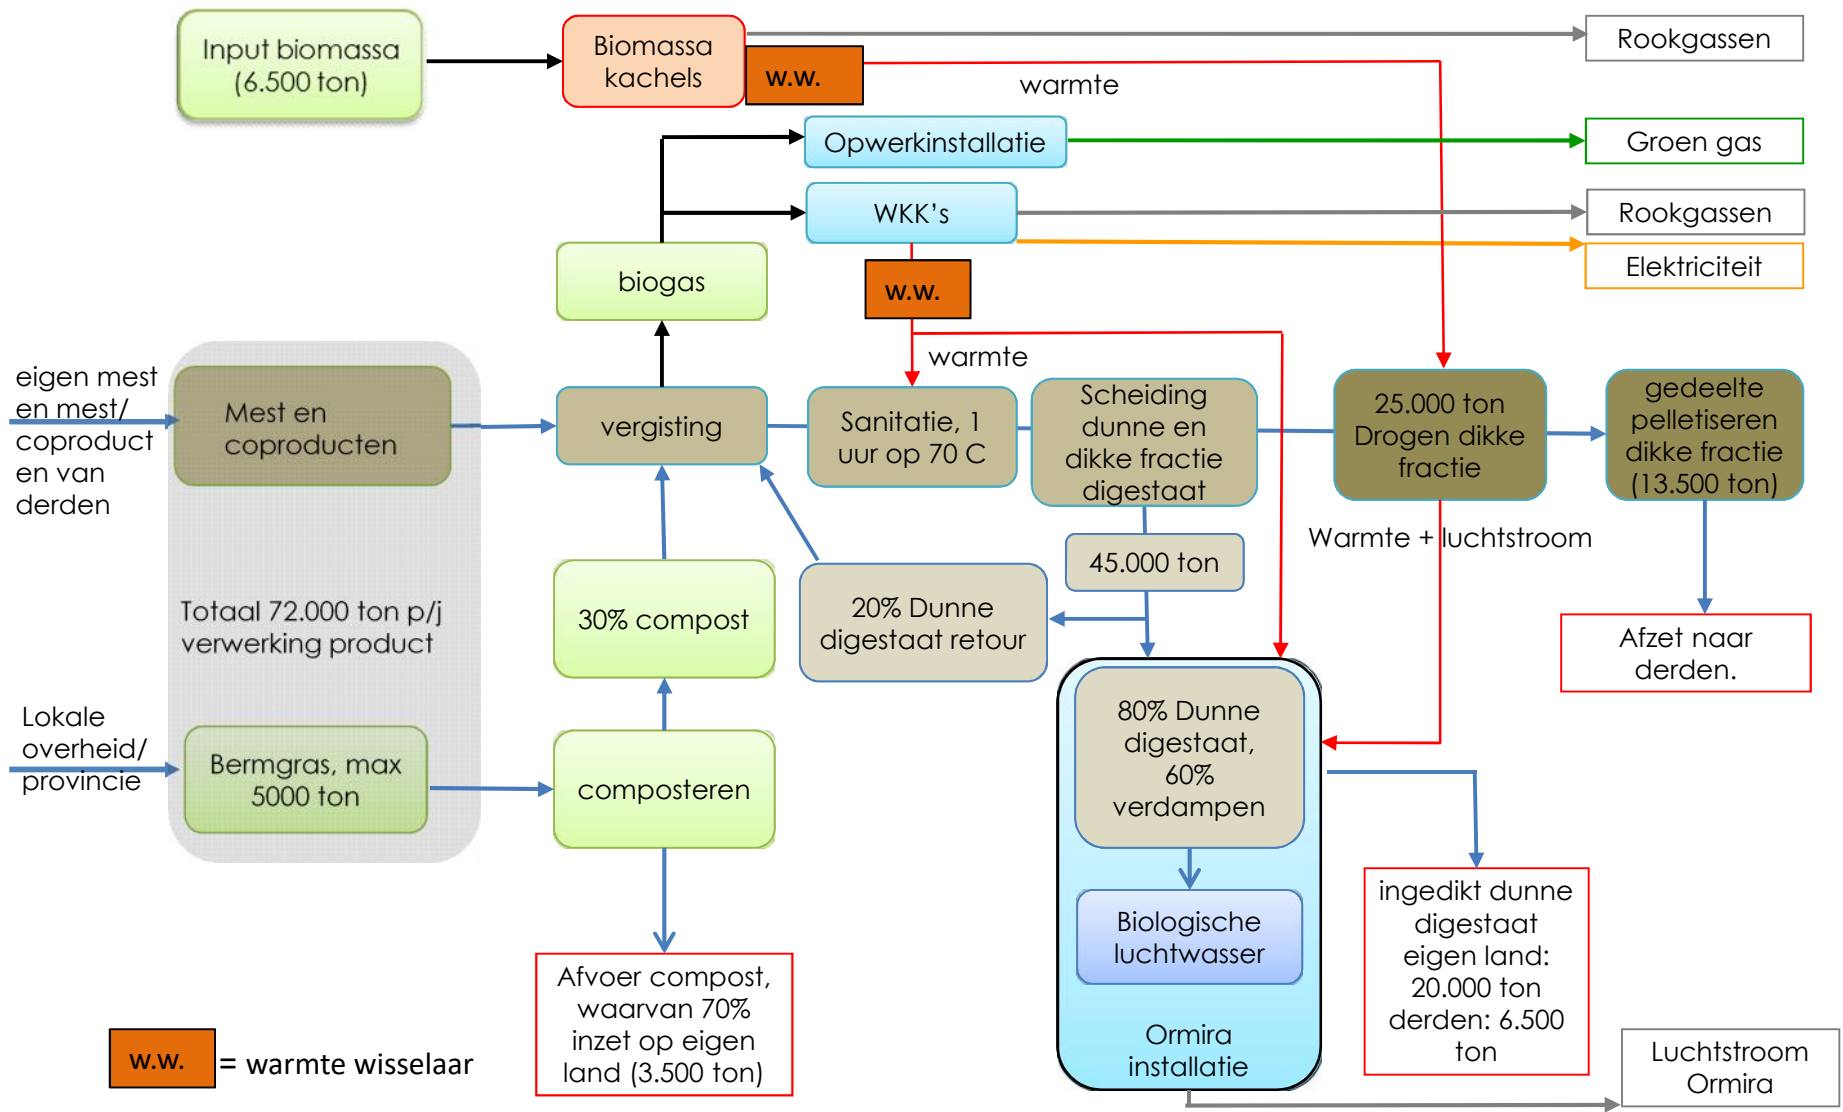 Input biomassa
(6.500 ton)
Biomassa
kachels
w.w.
warmte
Rookgassen
Opwerkinstallatie
Groen gas
WKK's
Rookgassen
Elektriciteit
biogas
w.w.
warmte
eigen mest
en mest/
coproduct
en van
derden
Mest en
coproducten
vergisting
Sanitatie, 1
uur op 70 C
Scheiding
dunne en
dikke fractie
digestaat
25.000 ton
Drogen dikke
fractie
gedeelte
pelletiseren
dikke fractie
(13.500 ton)
Warmte + luchtstroom
45.000 ton
Totaal 72.000 ton p/j
verwerking product
30% compost
20% Dunne
digestaat retour
Afzet naar
derden.
Lokale
overheid/
provincie
Bermgras, max
5000 ton
composteren
80% Dunne
digestaat,
60%
verdampen
Biologische
luchtwasser
Ormira
installatie
ingedikt dunne
digestaat
eigen land:
20.000 ton
derden: 6.500
ton
Afvoer compost,
waarvan 70%
inzet op eigen
land (3.500 ton)
w.w. = warmte wisselaar
Luchtstroom
Ormira